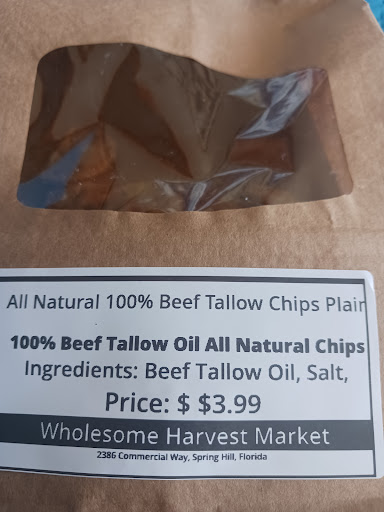 All Natural 100% Beef Tallow Chips Plain
100% Beef Tallow Oil All Natural Chips
Ingredients: Beef Tallow Oil, Salt,
Price: $ $3.99
Wholesome Harvest Market
2386 Commercial Way, Spring Hill, Florida